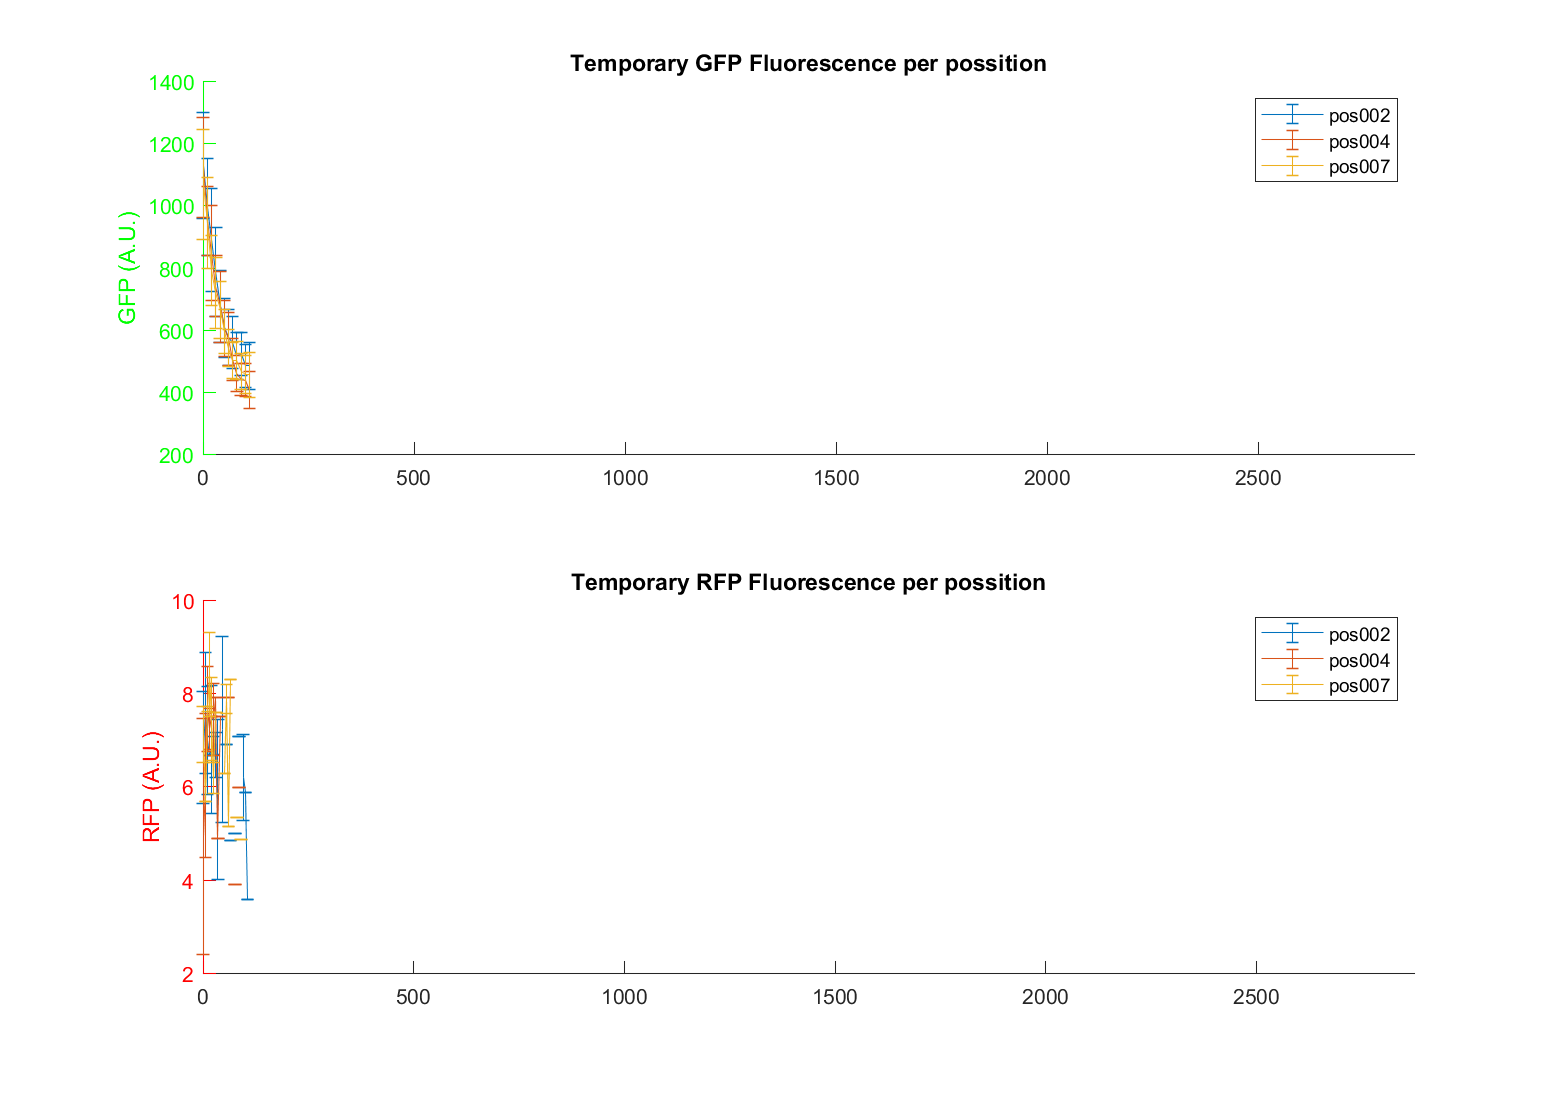 Temporary GFP Fluorescence per possition
1400
1200
1000
800
600
400
200
GFP (A.U.)
0 500 1000 1500 2000 2500
pos002
pos004
pos007
Temporary RFP Fluorescence per possition
10
8
6
4
2
RFP (A.U.)
0 500 1000 1500 2000 2500
pos002
pos004
pos007